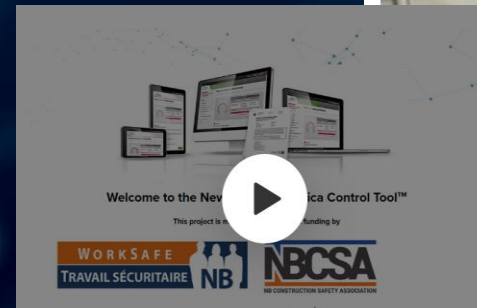 Welcome to the New ica Control Tool™
This project is m funding by
WORKSAFE
TRAVAIL SÉCURITAIRE NB
NBCSA
NB CONSTRUCTION SAFETY ASSOCIATION